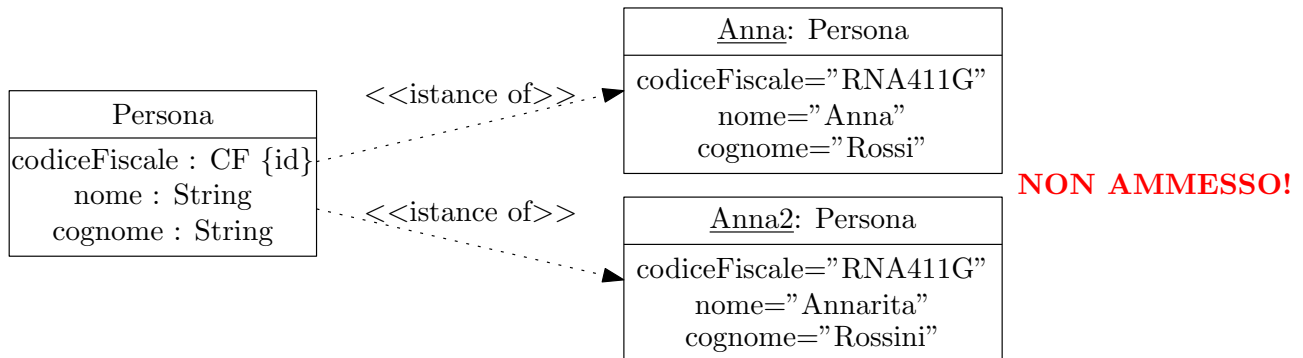 Persona
codiceFiscale : CF {id}
nome : String
cognome : String
<<istance of>>
<<istance of>>
Anna: Persona
codiceFiscale=”RNA411G”
nome=”Anna”
cognome=”Rossi”
Anna2: Persona
codiceFiscale=”RNA411G”
nome=”Annarita”
cognome=”Rossini”
NON AMMESSO!